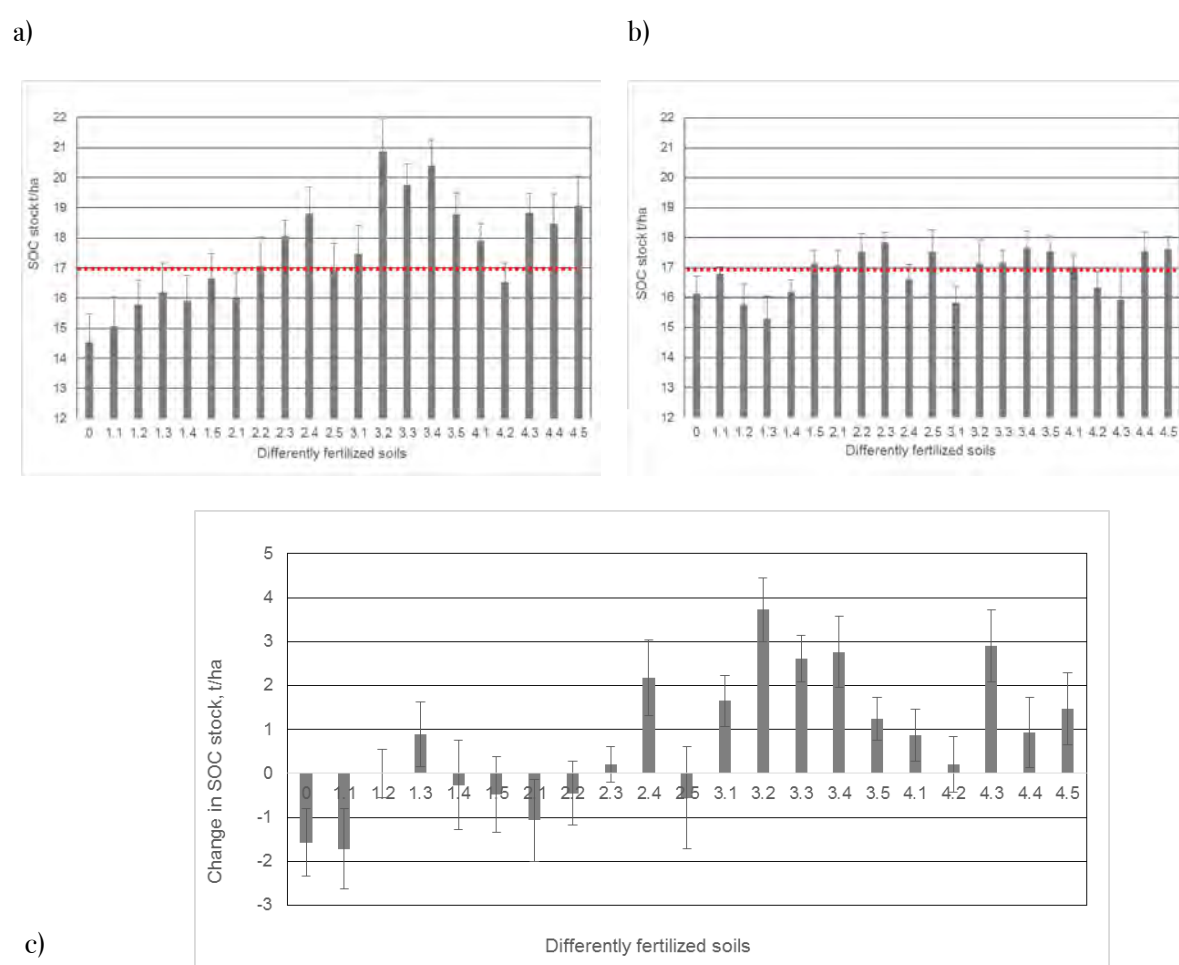 a)
b)
22
21
20
19
18
17
16
15
14
13
12
SOC stock t/ha
0 1.1 1.2 1.3 1.4 1.5 2.1 2.2 2.3 2.4 2.5 3.1 3.2 3.3 3.4 3.5 4.1 4.2 4.3 4.4 4.5
Differently fertilized soils
22
21
20
19
18
17
16
15
14
13
12
SOC stock t/ha
0 1.1 1.2 1.3 1.4 1.5 2.1 2.2 2.3 2.4 2.5 3.1 3.2 3.3 3.4 3.5 4.1 4.2 4.3 4.4 4.5
Differently fertilized soils
5
4
3
2
1
0
-1
-2
-3
Change in SOC stock, t/ha
0 1.1 1.2 1.3 1.4 1.5 2.1 2.2 2.3 2.4 2.5 3.1 3.2 3.3 3.4 3.5 4.1 4.2 4.3 4.4 4.5
Differently fertilized soils
c)